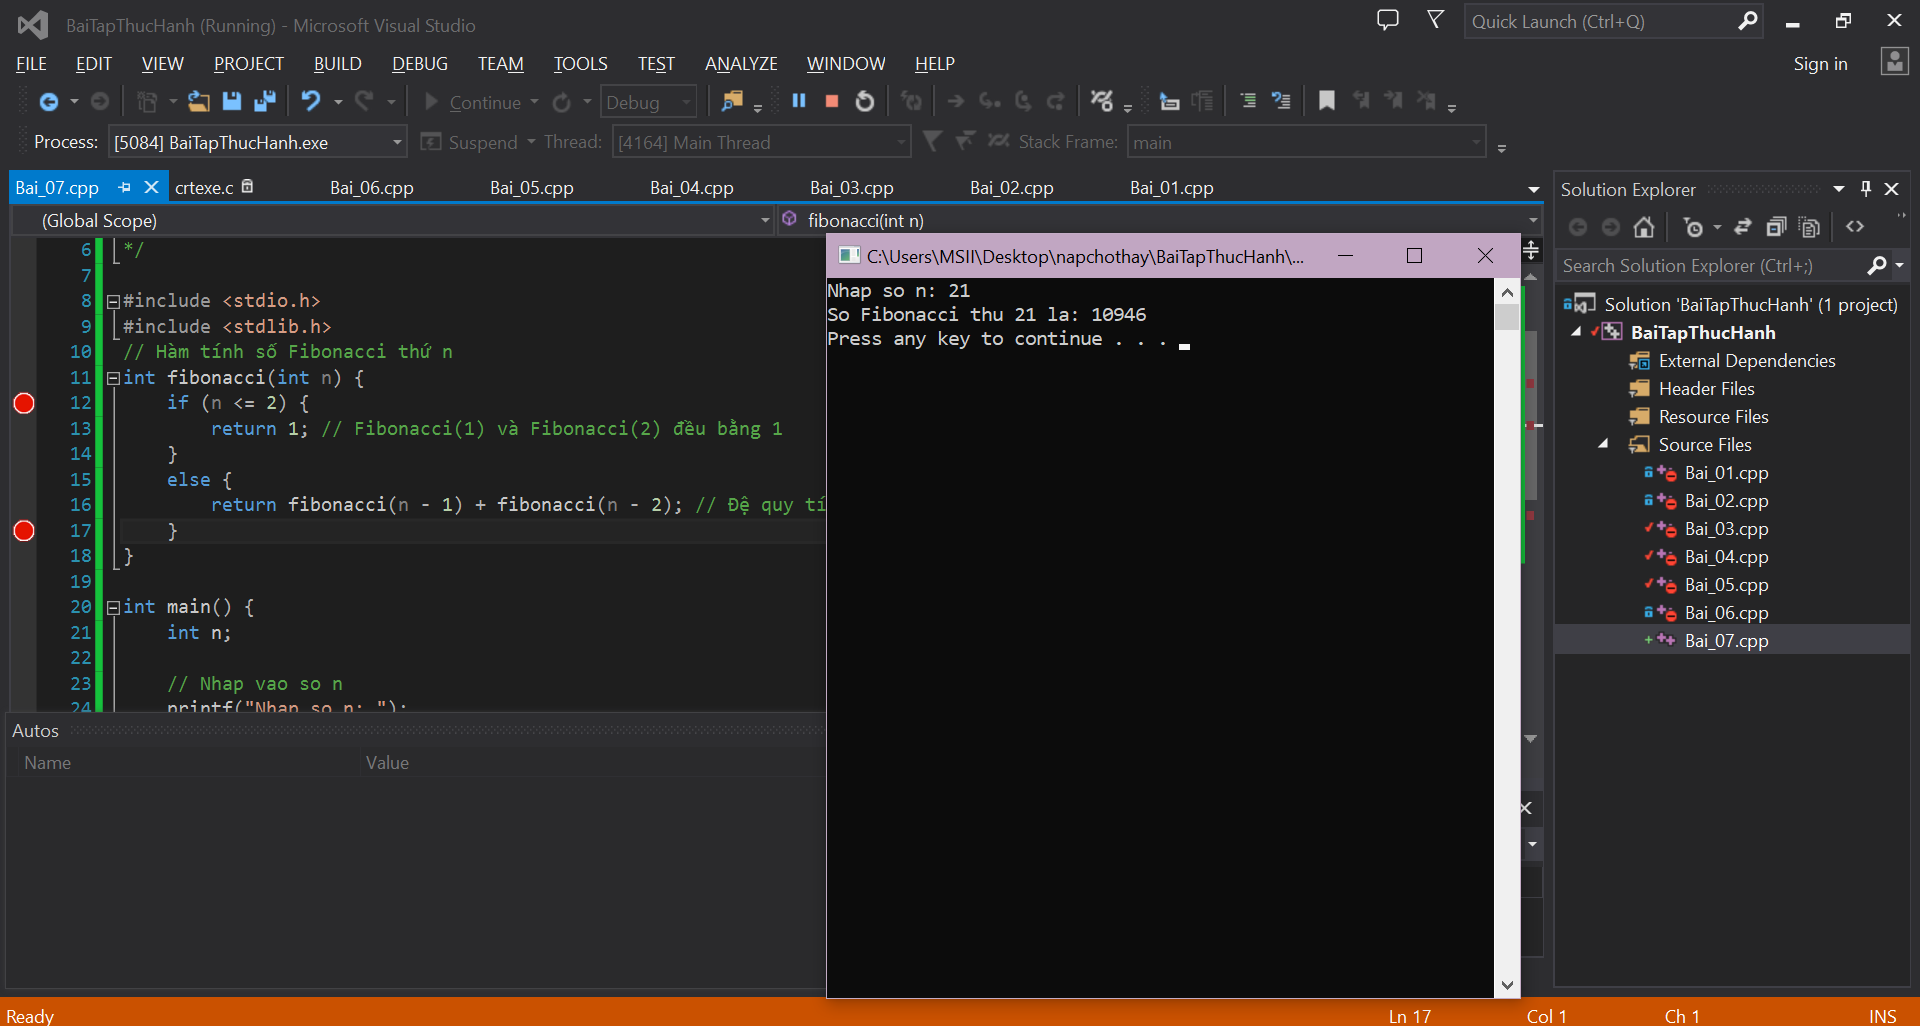 BaiTapThucHanh (Running) - Microsoft Visual Studio
Quick Launch (Ctrl+Q)
FILE EDIT VIEW PROJECT BUILD DEBUG TEAM TOOLS TEST ANALYZE WINDOW HELP
Sign in
Continue Debug
Process: [5084] BaiTapThucHanh.exe Suspend Thread: [4164] Main Thread Stack Frame: main
Bai_07.cpp crtexe.c Bai_06.cpp Bai_05.cpp Bai_04.cpp Bai_03.cpp Bai_02.cpp Bai_01.cpp
(Global Scope) fibonacci(int n)
6 */
7
8 #include <stdio.h>
9 #include <stdlib.h>
10 // Hàm tính số Fibonacci thứ n
11 int fibonacci(int n) {
12 if (n <= 2) {
13 return 1; // Fibonacci(1) và Fibonacci(2) đều bằng 1
14 }
15 else {
16 return fibonacci(n - 1) + fibonacci(n - 2); // Đệ quy tí
17 }
18 }
19
20 int main() {
21 int n;
22
23 // Nhap vao so n
24 printf("Nhap so n: ");
C:\Users\MSII\Desktop\napchothay\BaiTapThucHanh\...
Nhap so n: 21
So Fibonacci thu 21 la: 10946
Press any key to continue . . .
Autos
Name Value
Solution Explorer
Search Solution Explorer (Ctrl+;)
Solution 'BaiTapThucHanh' (1 project)
BaiTapThucHanh
External Dependencies
Header Files
Resource Files
Source Files
Bai_01.cpp
Bai_02.cpp
Bai_03.cpp
Bai_04.cpp
Bai_05.cpp
Bai_06.cpp
Bai_07.cpp
Ready Ln 17 Col 1 Ch 1 INS